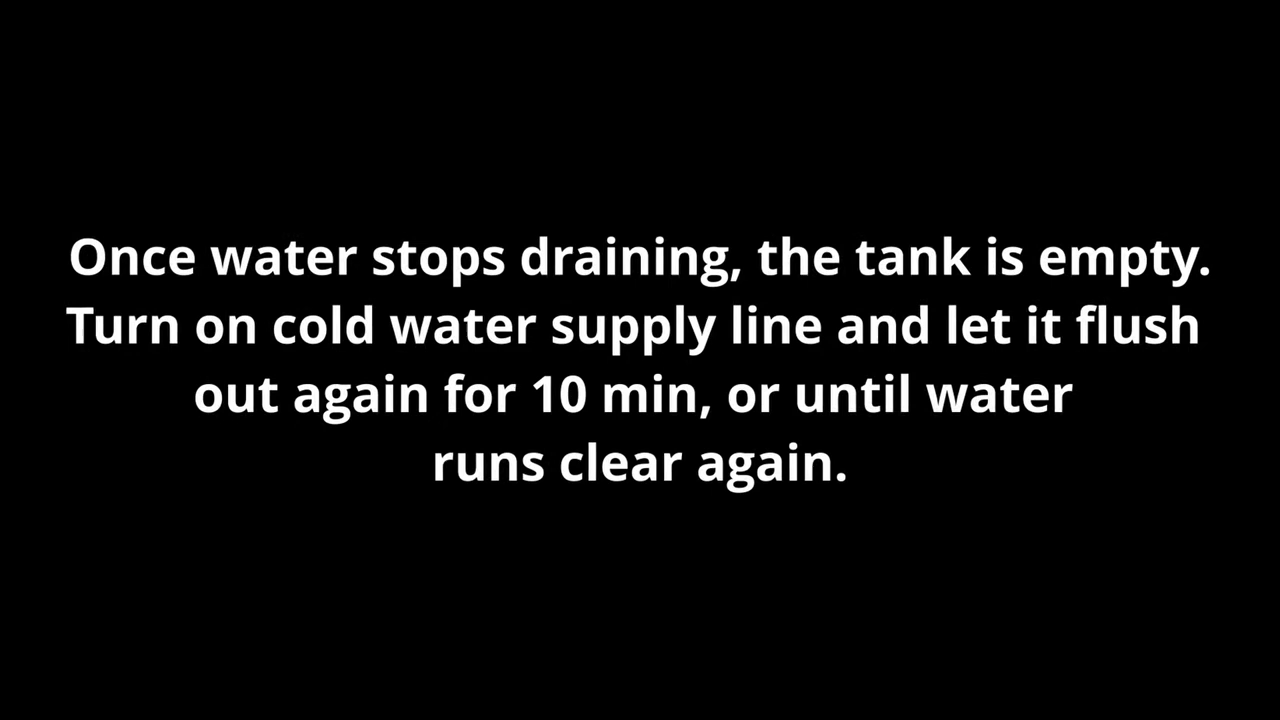 Once water stops draining, the tank is empty.
Turn on cold water supply line and let it flush
out again for 10 min, or until water
runs clear again.